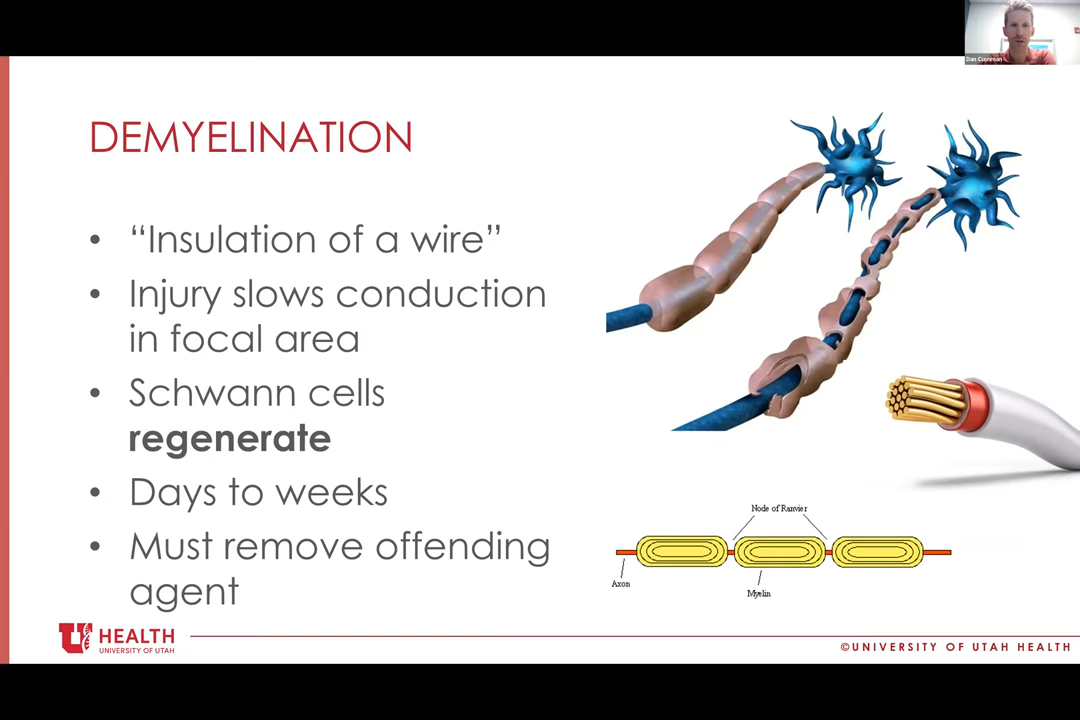 Dan Cushman
DEMYELINATION
• “Insulation of a wire”
• Injury slows conduction
in focal area
• Schwann cells
regenerate
• Days to weeks
• Must remove offending
agent
Node of Ranvier
Axon
Myelin
U HEALTH
UNIVERSITY OF UTAH
©UNIVERSITY OF UTAH HEALTH